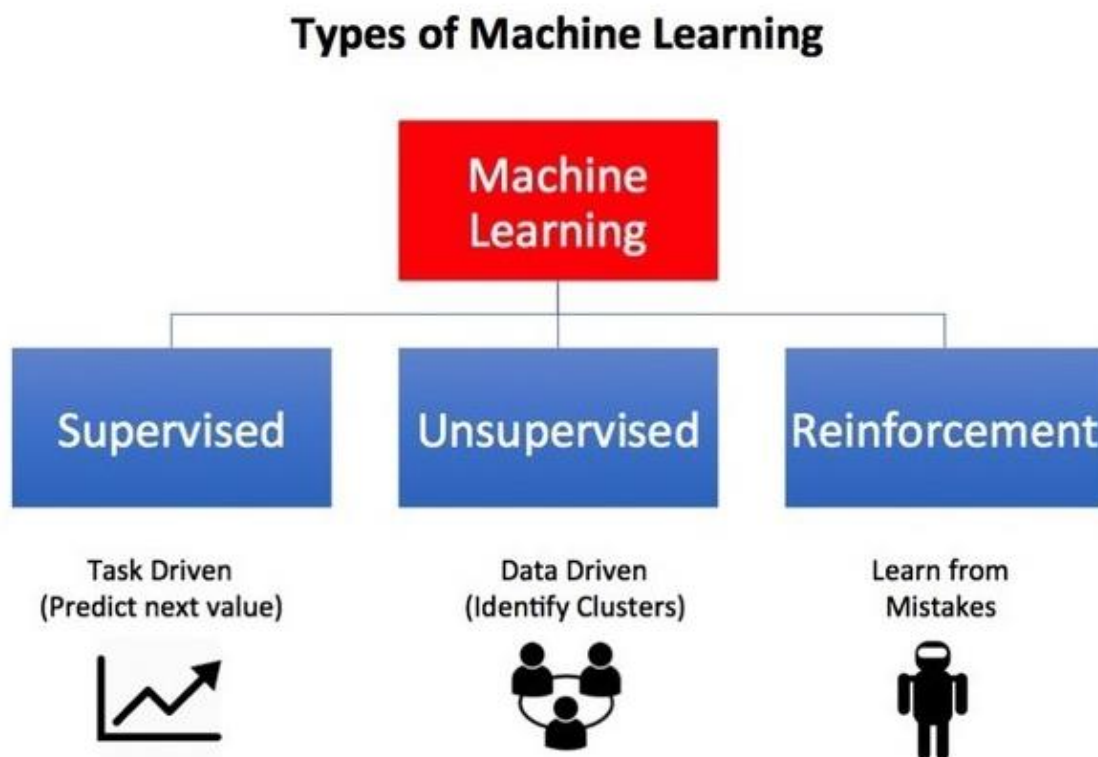 Types of Machine Learning
Machine
Learning
Supervised
Unsupervised
Reinforcement
Task Driven
(Predict next value)
Data Driven
(Identify Clusters)
Learn from
Mistakes